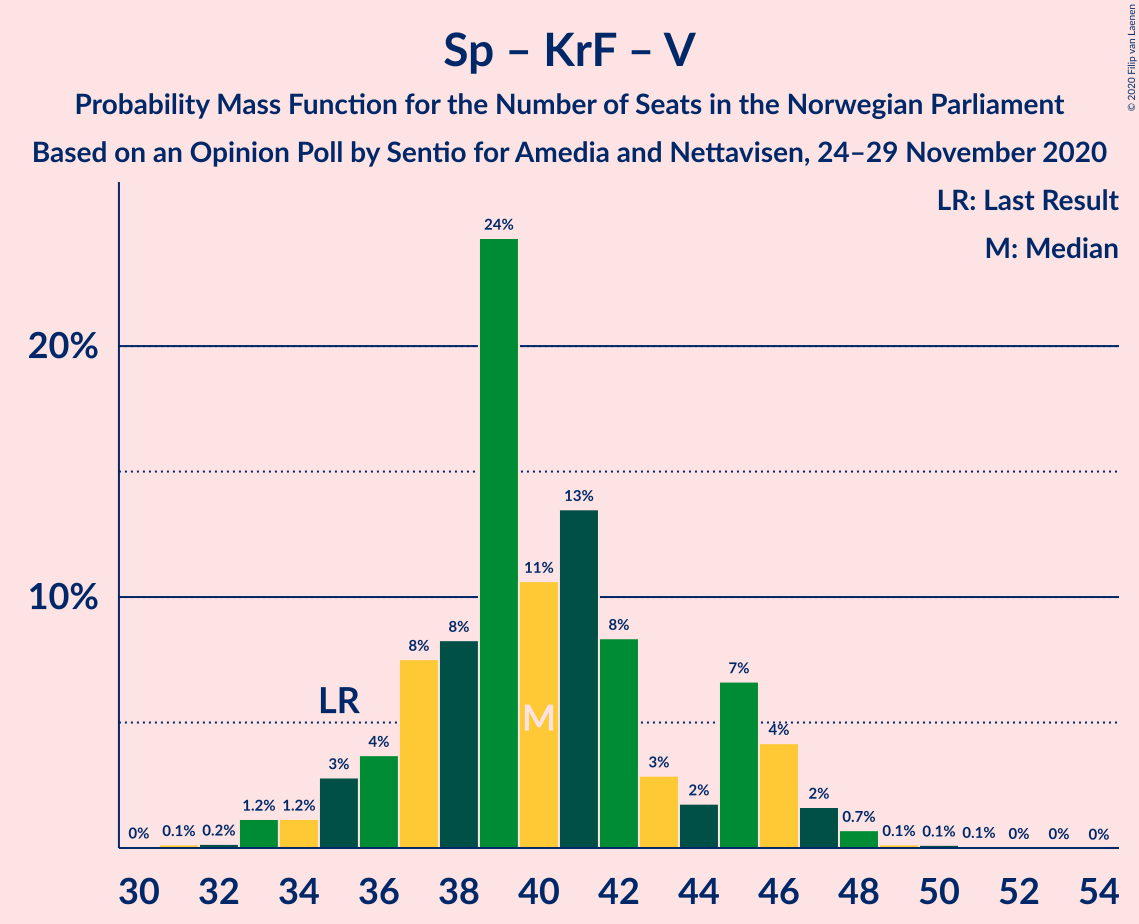 Sp – KrF – V
Probability Mass Function for the Number of Seats in the Norwegian Parliament
Based on an Opinion Poll by Sentio for Amedia and Nettavisen, 24–29 November 2020
© 2020 Filip van Laenen
LR: Last Result
M: Median
20%
10%
0% 0.1% 0.2% 1.2% 1.2% 3% 4% 8% 8% 24% 11% 13% 8% 3% 2% 7% 4% 2% 0.7% 0.1% 0.1% 0.1% 0% 0% 0%
LR
M
30 32 34 36 38 40 42 44 46 48 50 52 54